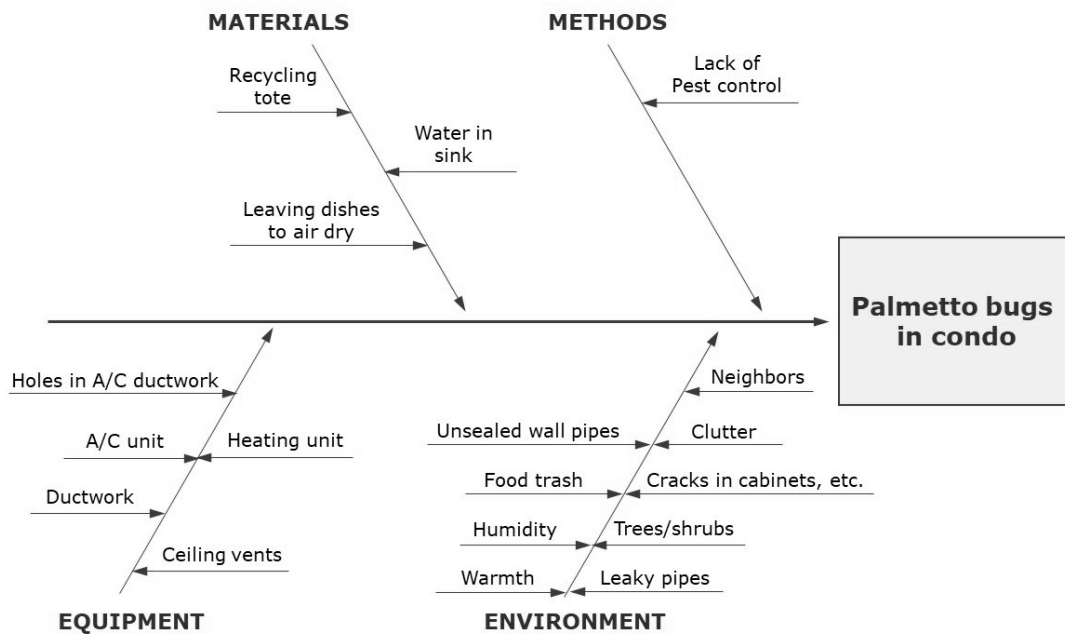 MATERIALS
METHODS
Recycling
tote
Water in
sink
Leaving dishes
to air dry
Lack of
Pest control
Palmetto bugs
in condo
Holes in A/C ductwork
A/C unit
Heating unit
Ductwork
Ceiling vents
EQUIPMENT
Neighbors
Unsealed wall pipes
Clutter
Food trash
Cracks in cabinets, etc.
Humidity
Trees/shrubs
Warmth
Leaky pipes
ENVIRONMENT